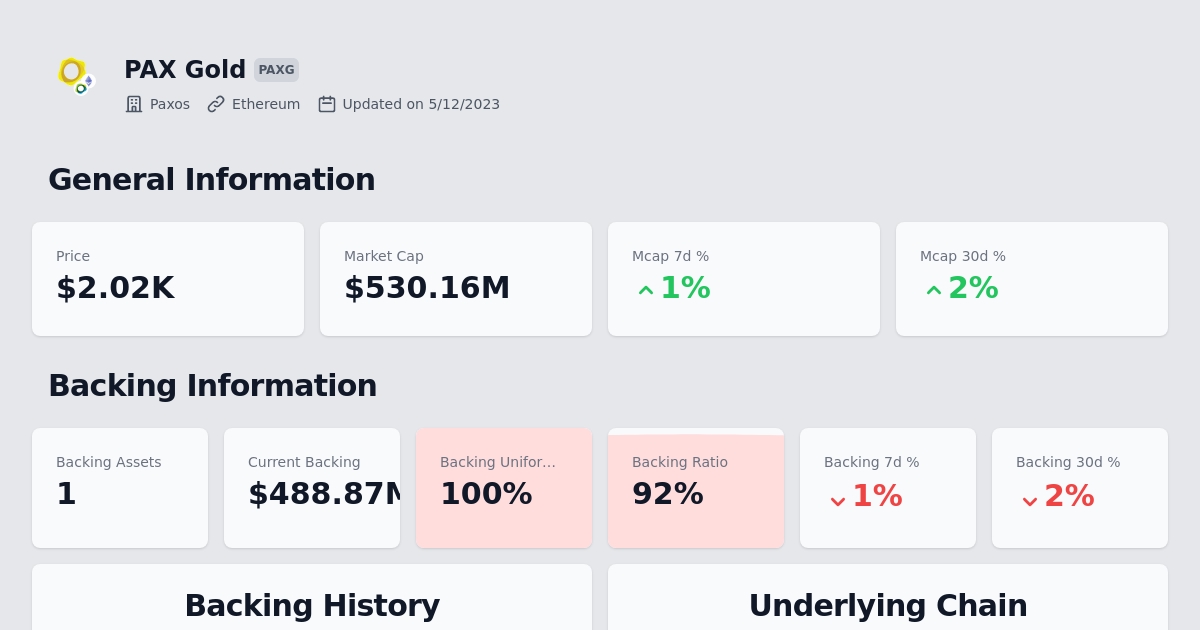 PAX Gold PAXG
Paxos Ethereum Updated on 5/12/2023
General Information
Price Market Cap Mcap 7d % Mcap 30d %
$2.02K $530.16M 1% 2%
Backing Information
Backing Assets Current Backing Backing Unifor... Backing Ratio Backing 7d % Backing 30d %
1 $488.87M 100% 92% 1% 2%
Backing History Underlying Chain